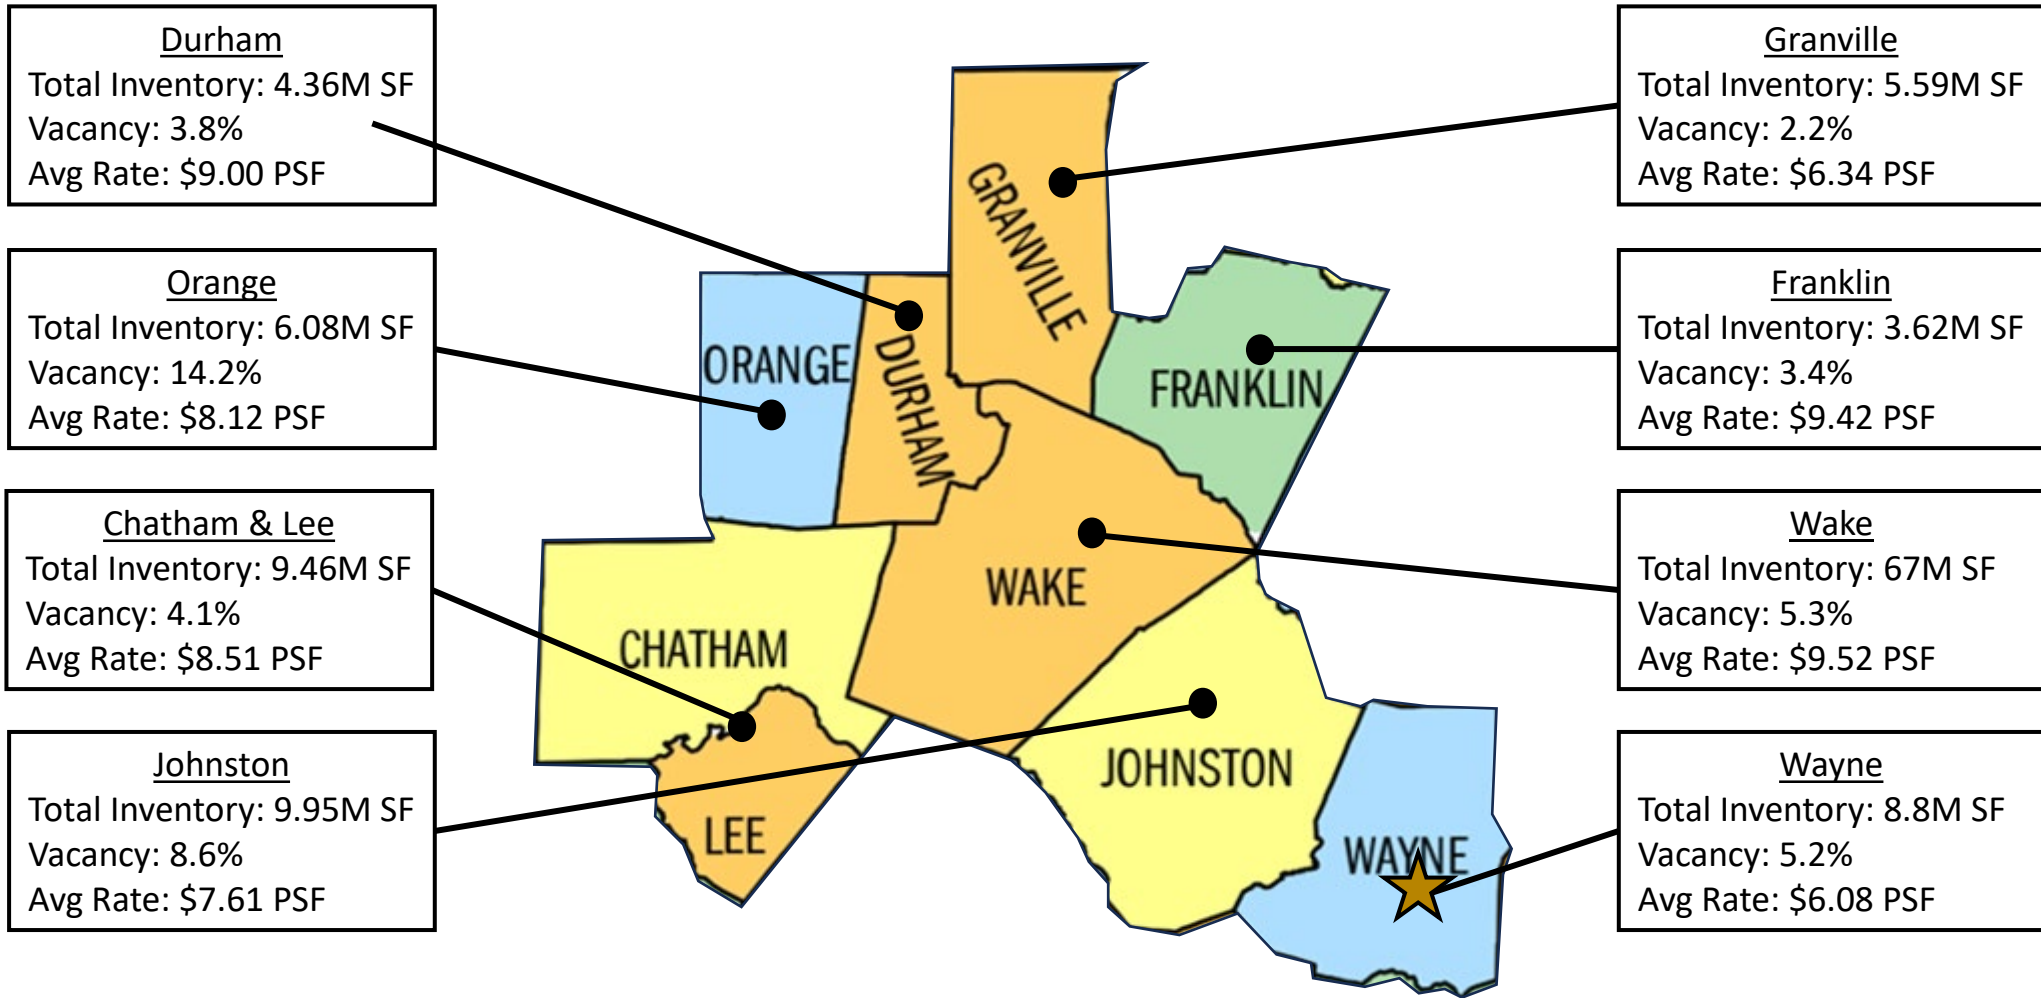 Durham
Total Inventory: 4.36M SF
Vacancy: 3.8%
Avg Rate: $9.00 PSF
Orange
Total Inventory: 6.08M SF
Vacancy: 14.2%
Avg Rate: $8.12 PSF
Chatham & Lee
Total Inventory: 9.46M SF
Vacancy: 4.1%
Avg Rate: $8.51 PSF
Johnston
Total Inventory: 9.95M SF
Vacancy: 8.6%
Avg Rate: $7.61 PSF
GRANVILLE
ORANGE
DURHAM
FRANKLIN
WAKE
CHATHAM
JOHNSTON
LEE
WAYNE
Granville
Total Inventory: 5.59M SF
Vacancy: 2.2%
Avg Rate: $6.34 PSF
Franklin
Total Inventory: 3.62M SF
Vacancy: 3.4%
Avg Rate: $9.42 PSF
Wake
Total Inventory: 67M SF
Vacancy: 5.3%
Avg Rate: $9.52 PSF
Wayne
Total Inventory: 8.8M SF
Vacancy: 5.2%
Avg Rate: $6.08 PSF